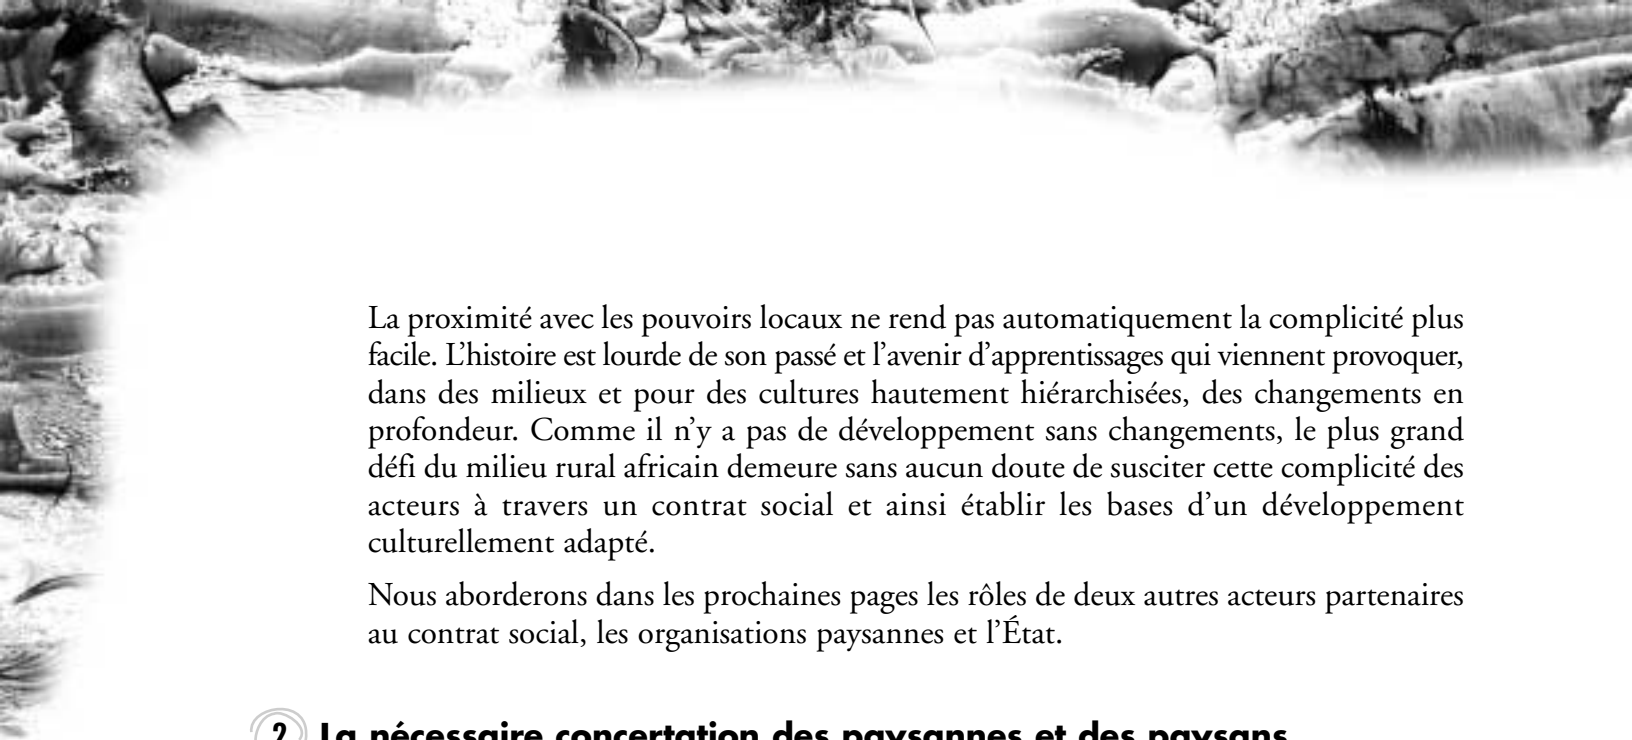 La proximité avec les pouvoirs locaux ne rend pas automatiquement la complicité plus
facile. L’histoire est lourde de son passé et l’avenir d’apprentissages qui viennent provoquer,
dans des milieux et pour des cultures hautement hiérarchisées, des changements en
profondeur. Comme il n’y a pas de développement sans changements, le plus grand
défi du milieu rural africain demeure sans aucun doute de susciter cette complicité des
acteurs à travers un contrat social et ainsi établir les bases d’un développement
culturellement adapté.
Nous aborderons dans les prochaines pages les rôles de deux autres acteurs partenaires
au contrat social, les organisations paysannes et l’État.
2 La nécessaire concertation des paysannes et des paysans